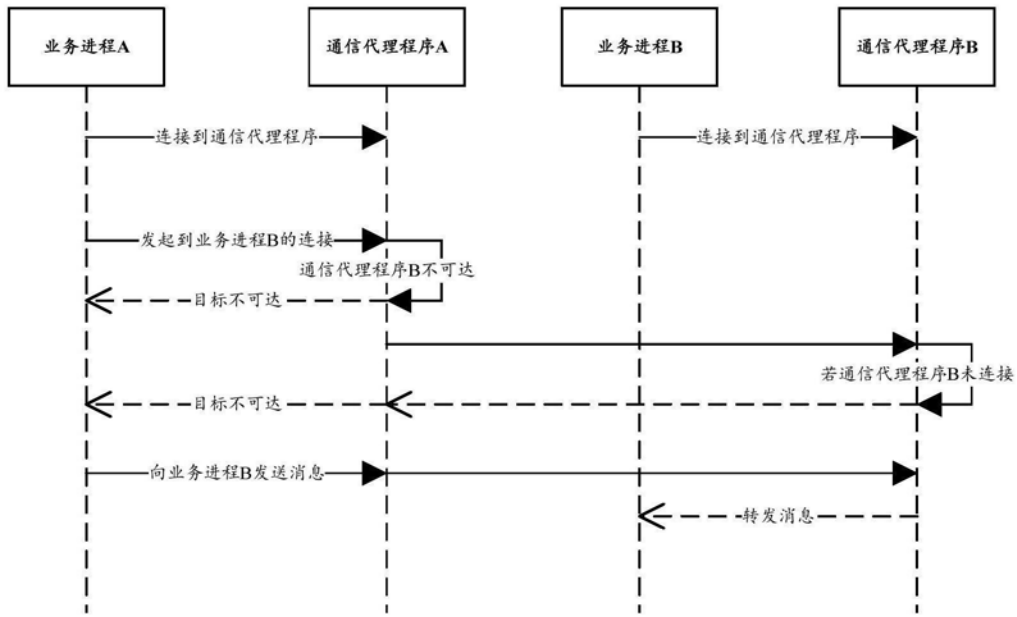 业务进程A
通信代理程序A
业务进程B
通信代理程序B
连接到通信代理程序
连接到通信代理程序
发起到业务进程B的连接
通信代理程序B不可达
目标不可达
若通信代理程序B未连接
目标不可达
向业务进程B发送消息
转发消息